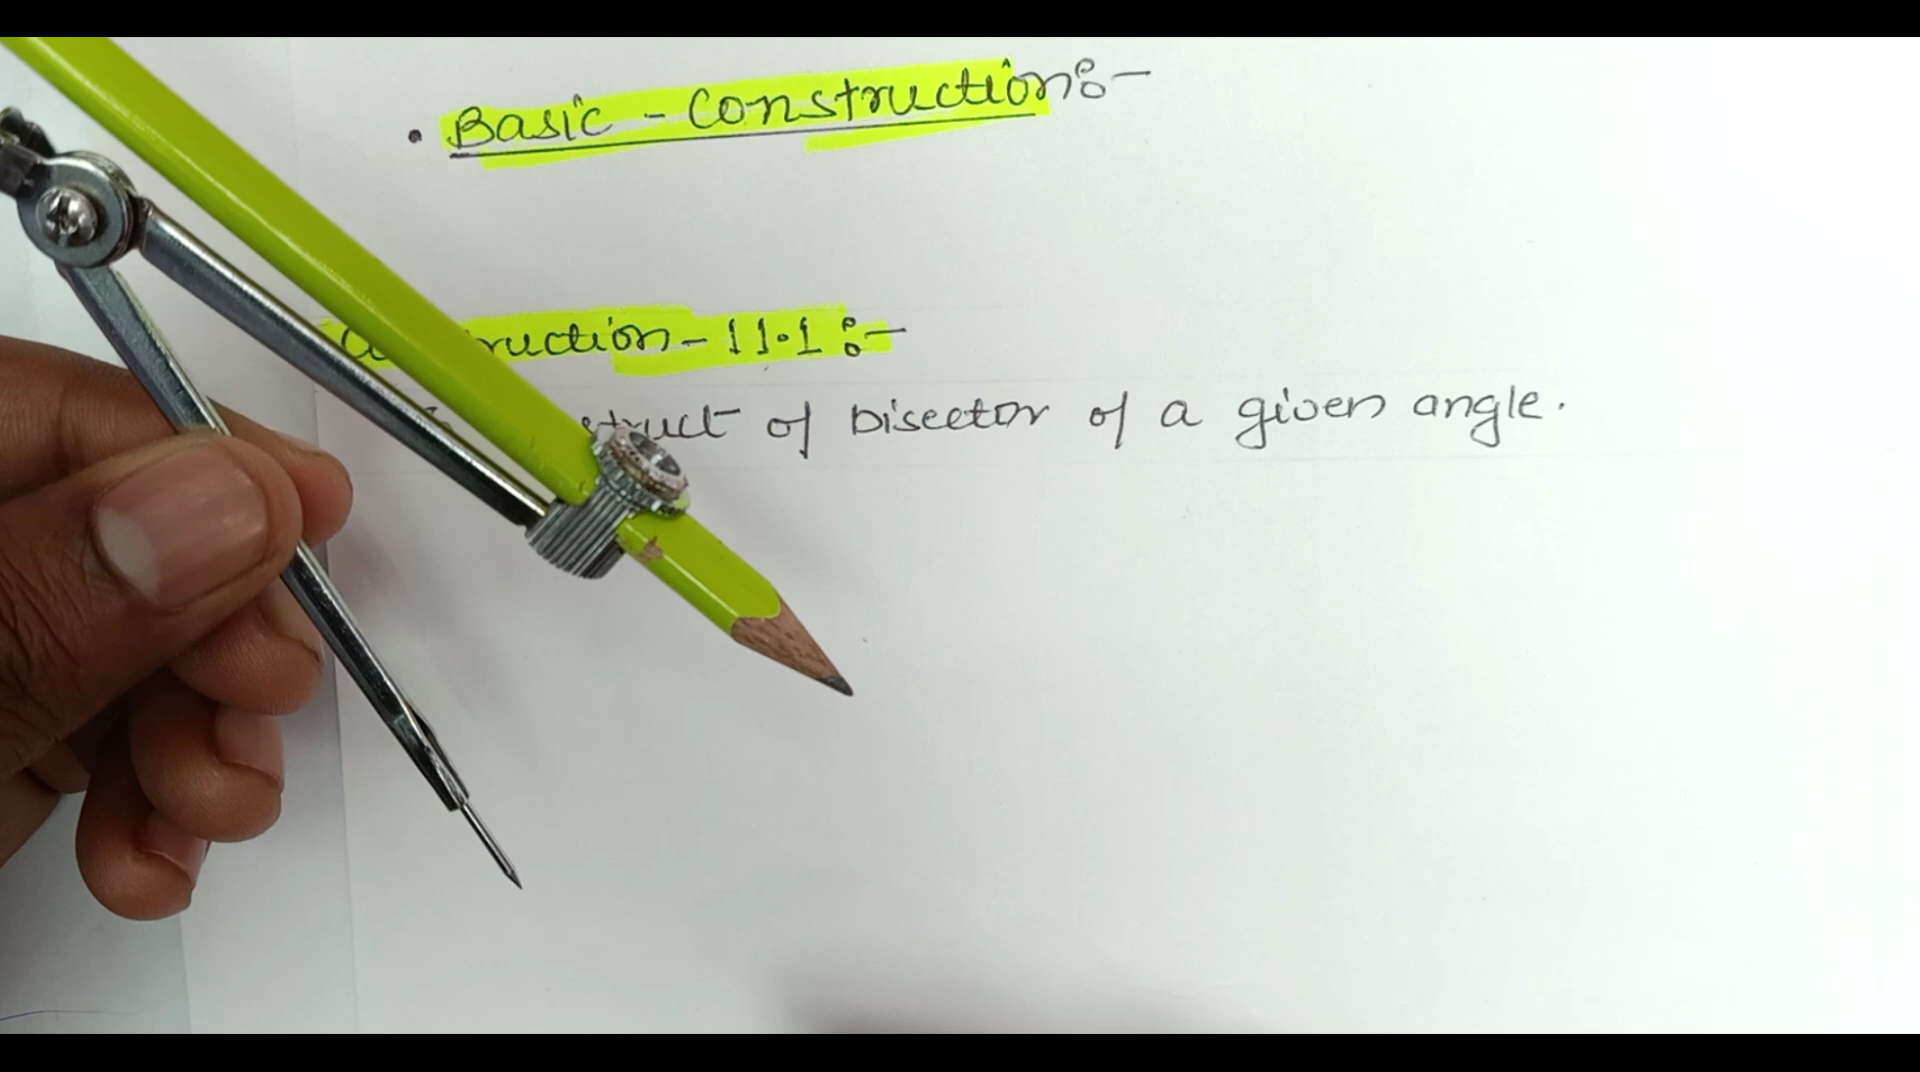 • Basic - Construction:-
ruction - 11.1 :-
struct of Bisector of a given angle.